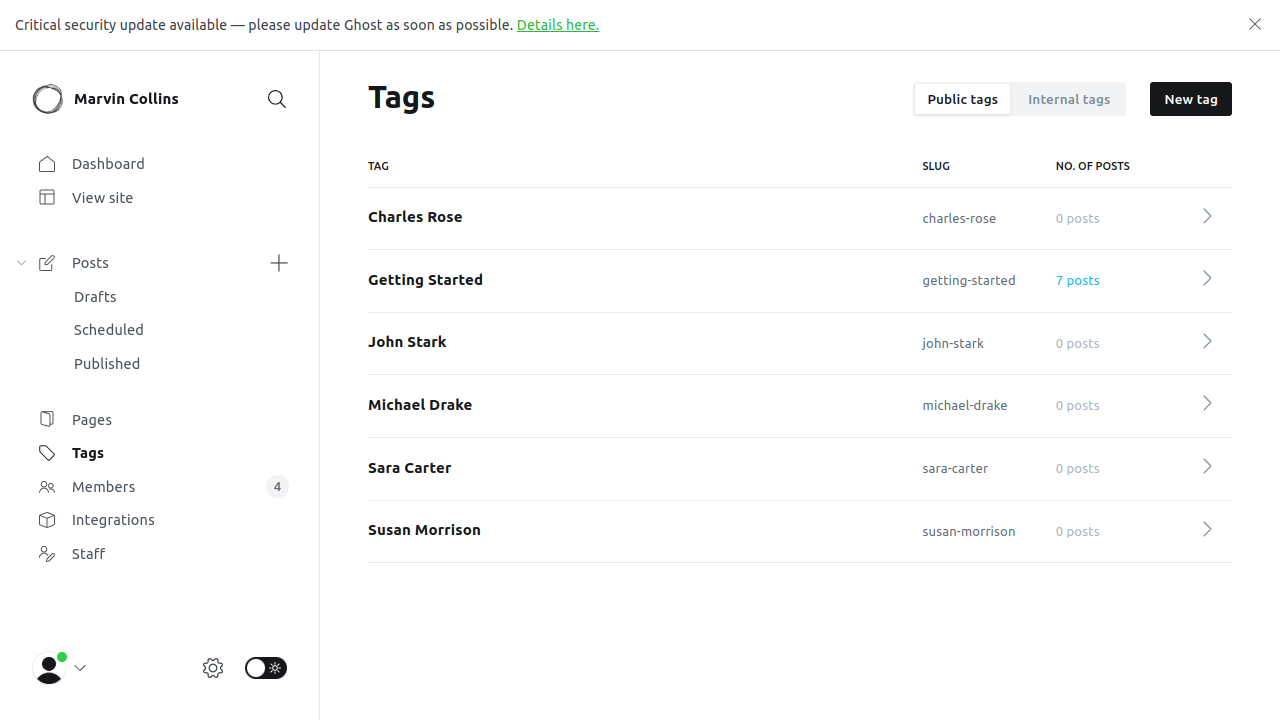 Critical security update available — please update Ghost as soon as possible. Details here.
Marvin Collins
Dashboard
View site
Posts
Drafts
Scheduled
Published
Pages
Tags
Members 4
Integrations
Staff
Tags
Public tags Internal tags New tag
TAG SLUG NO. OF POSTS
Charles Rose charles-rose 0 posts
Getting Started getting-started 7 posts
John Stark john-stark 0 posts
Michael Drake michael-drake 0 posts
Sara Carter sara-carter 0 posts
Susan Morrison susan-morrison 0 posts